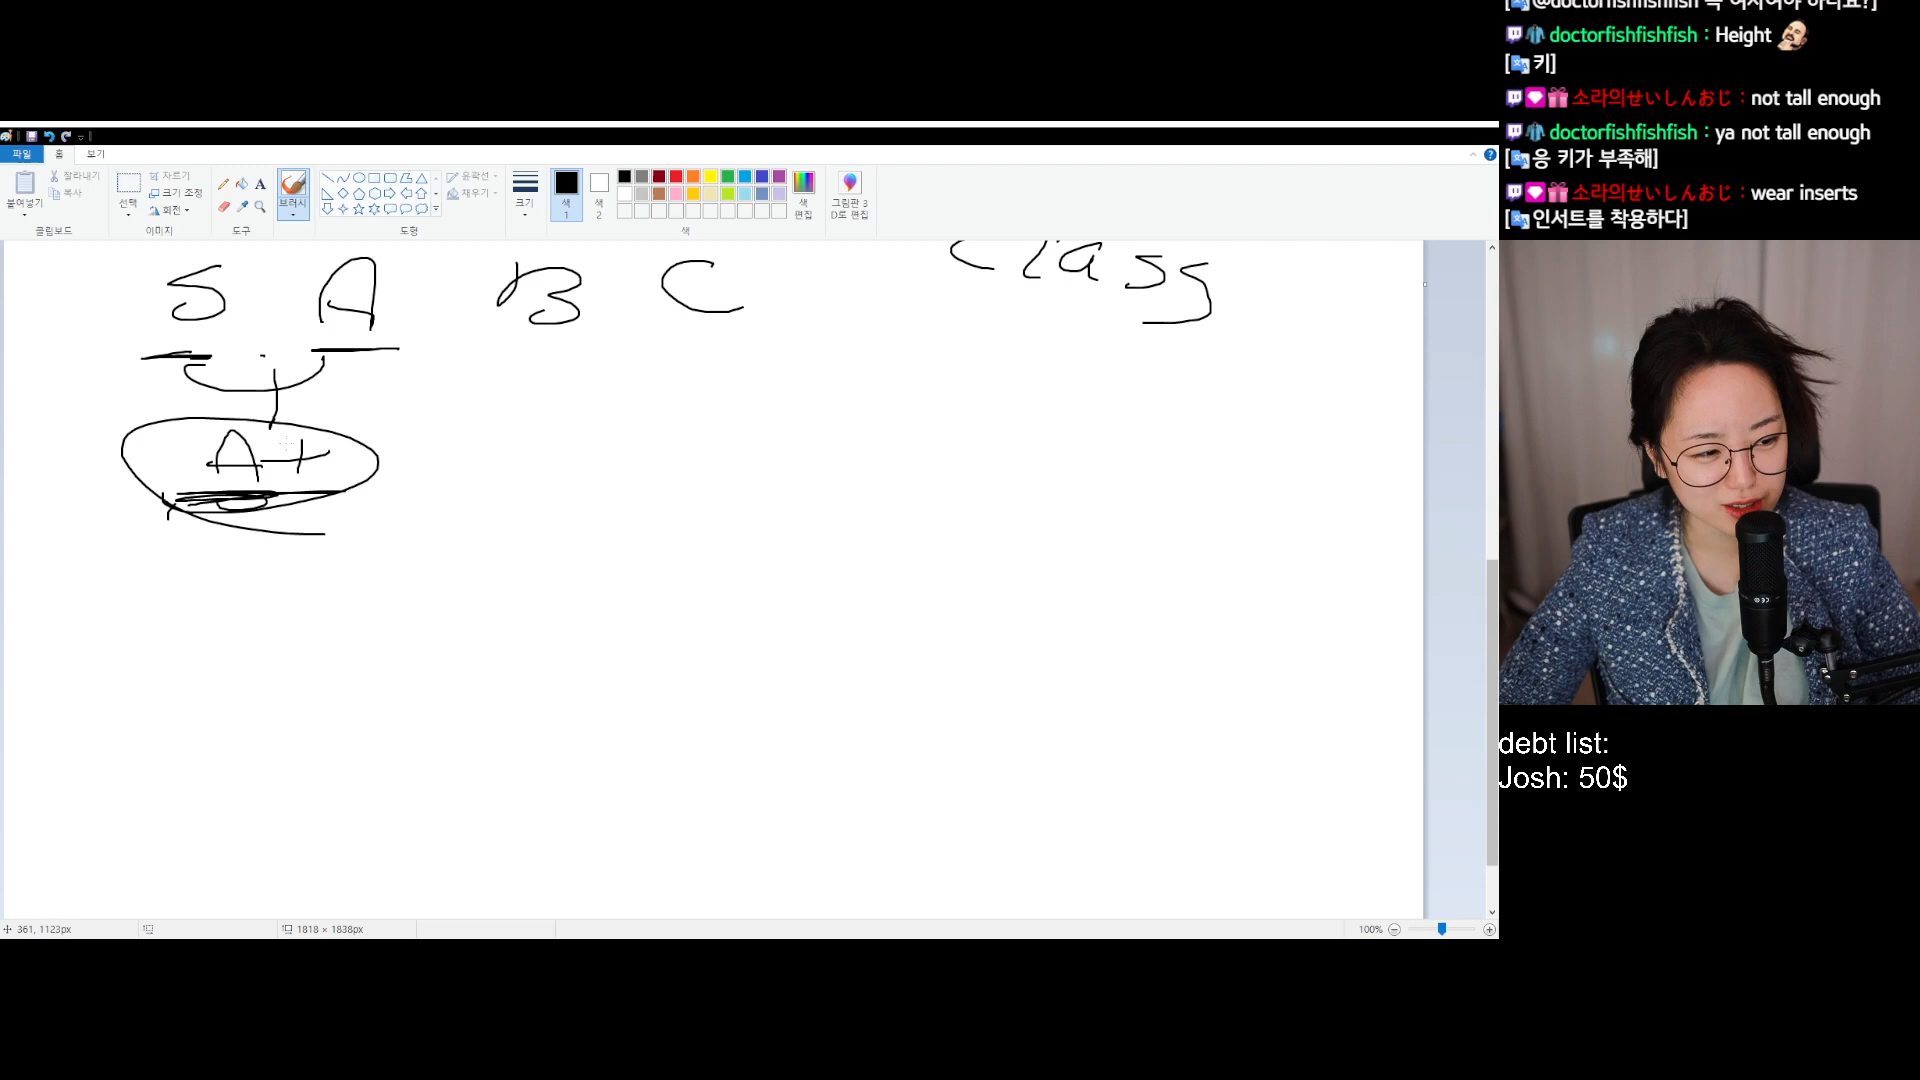 doctorfishfishfish : Height
[키]
소라의せいしんおじ : not tall enough
doctorfishfishfish : ya not tall enough
[응 키가 부족해]
소라의せいしんおじ : wear inserts
[인서트를 착용하다]
파일 홈 보기
붙여넣기
잘라내기
복사
클립보드
선택
자르기
크기 조정
회전
이미지
A
도구
브러시
윤곽선
채우기
도형
크기
색 1
색 2
색 편집
그림판 3D로 편집
색
Class
S A B C
A+
361, 1123px
1818 × 1838px
100%
debt list:
Josh: 50$